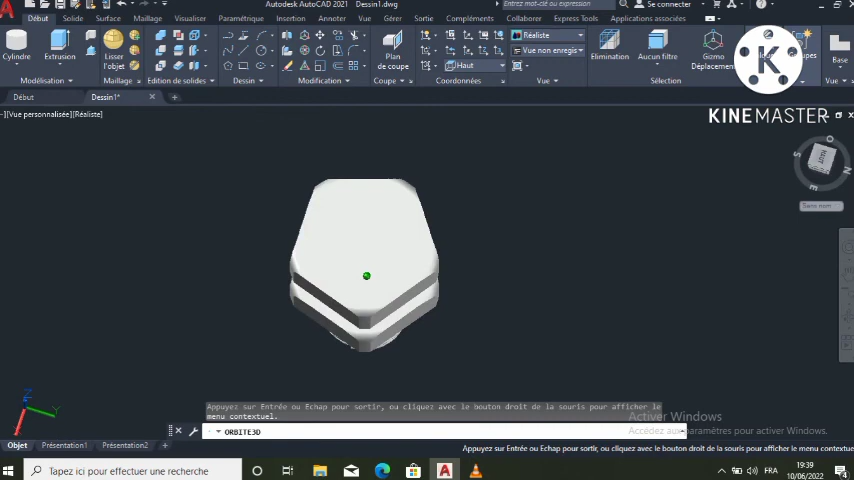 Autodesk AutoCAD 2021 Dessin1.dwg
Se connecter
Début Solide Surface Maillage Visualiser Paramétrique Insertion Annoter Vue Gérer Sortie Compléments Collaborer Express Tools Applications associées
Réaliste
Vue non enregis
Haut
Cylindre Extrusion Lisser l'objet Plan de coupe Elimination Aucun filtre Gizmo Déplacement Base
Modélisation Maillage Edition de solides Dessin Modification Coupe Coordonnées Vue Sélection Vue
K
KINEMASTER
Début Dessin1*
][Vue personnalisée][Réaliste]
HAUT
O
S
N
E
Sans nom
Z
Y
Appuyez sur Entrée ou Echap pour sortir, ou cliquez avec le bouton droit de la souris pour afficher le
menu contextuel.
ORBITE3D
Activer Windows
Accédez aux paramètres pour activer Windows.
Objet Présentation1 Présentation2
Appuyez sur Entrée ou Echap pour sortir, ou cliquez avec le bouton droit de la souris pour afficher le menu contextue
Tapez ici pour effectuer une recherche
FRA
19:39
10/06/2022
4